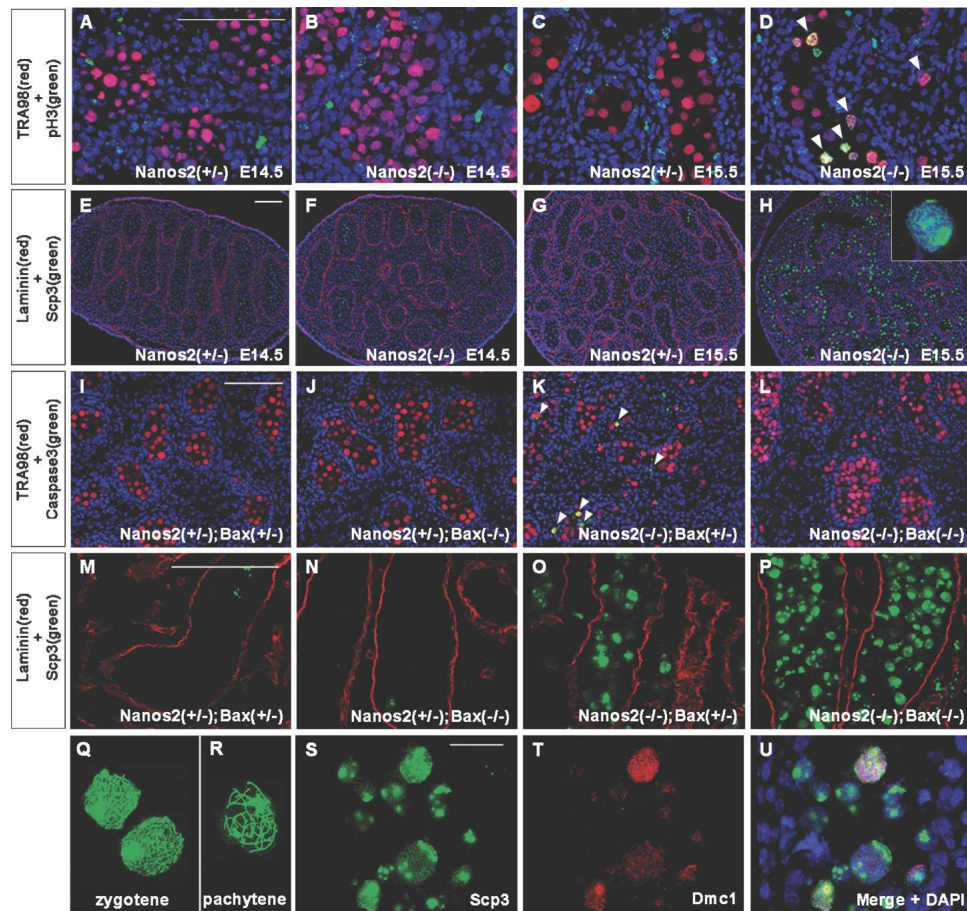 TRA98(red)
+
pH3(green)
A
Nanos2(+/-) E14.5
B
Nanos2(-/-) E14.5
C
Nanos2(+/-) E15.5
D
Nanos2(-/-) E15.5
Laminin(red)
+
Scp3(green)
E
Nanos2(+/-) E14.5
F
Nanos2(-/-) E14.5
G
Nanos2(+/-) E15.5
H
Nanos2(-/-) E15.5
TRA98(red)
+
Caspase3(green)
I
Nanos2(+/-);Bax(+/-)
J
Nanos2(+/-);Bax(-/-)
K
Nanos2(-/-);Bax(+/-)
L
Nanos2(-/-);Bax(-/-)
Laminin(red)
+
Scp3(green)
M
Nanos2(+/-);Bax(+/-)
N
Nanos2(+/-);Bax(-/-)
O
Nanos2(-/-);Bax(+/-)
P
Nanos2(-/-);Bax(-/-)
Q
zygotene
R
pachytene
S
Scp3
T
Dmc1
U
Merge + DAPI